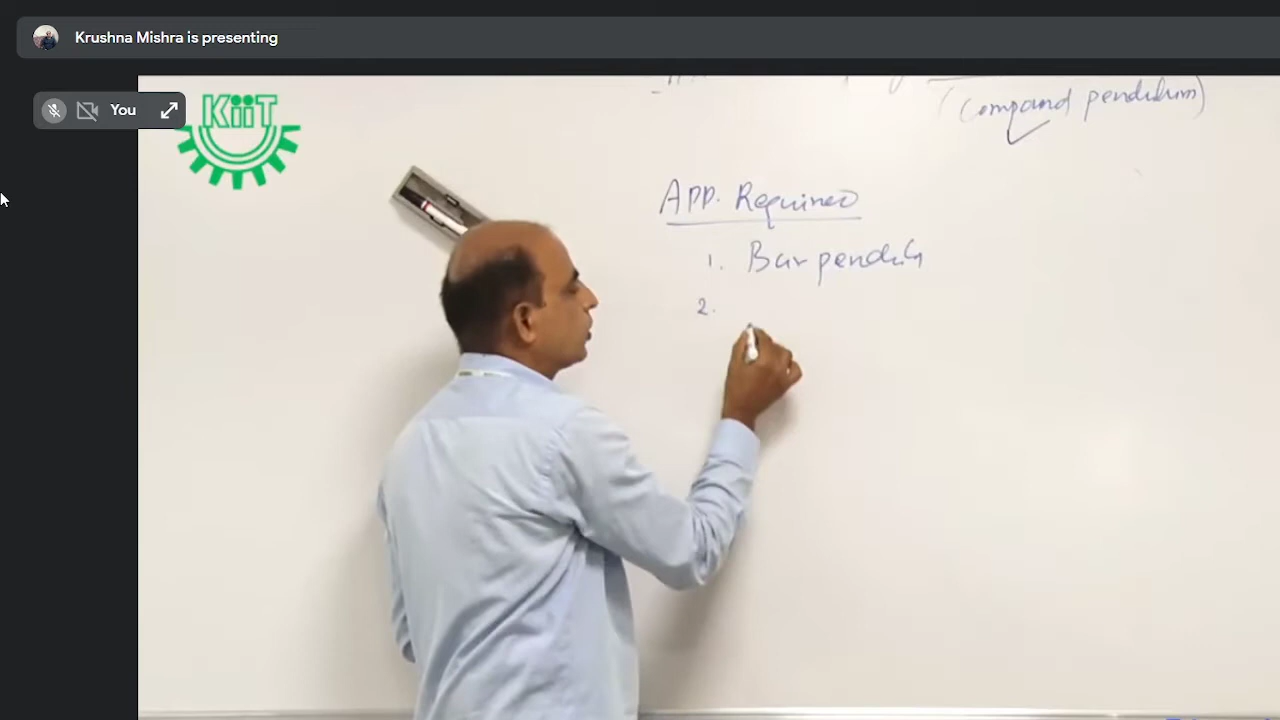 Krushna Mishra is presenting
You
KiiT
(Compound pendulum)
APP. Required
1. Bar pendulum
2.